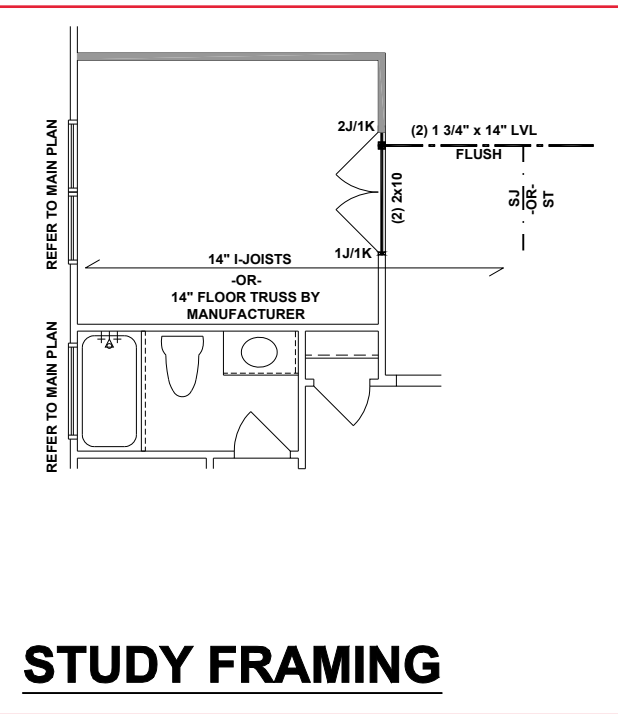 REFER TO MAIN PLAN
2J/1K
(2) 1 3/4" x 14" LVL
FLUSH
(2) 2x10
SJ
-OR-
ST
1J/1K
14" I-JOISTS
-OR-
14" FLOOR TRUSS BY
MANUFACTURER
REFER TO MAIN PLAN
STUDY FRAMING